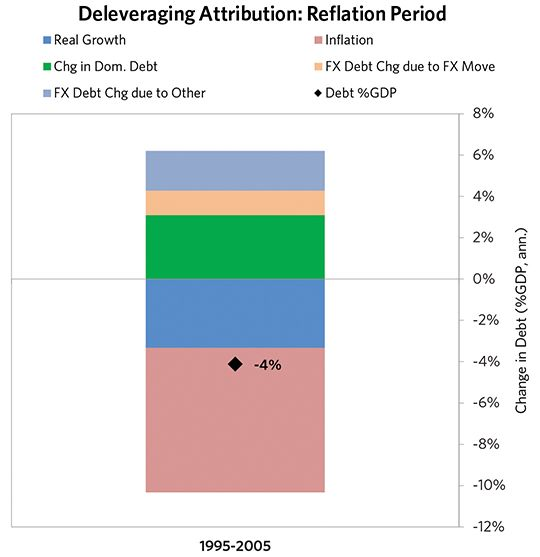 Deleveraging Attribution: Reflation Period
Real Growth
Inflation
Chg in Dom. Debt
FX Debt Chg due to FX Move
FX Debt Chg due to Other
Debt %GDP
8%
6%
4%
2%
0%
-2%
-4%
-6%
-8%
-10%
-12%
Change in Debt (%GDP, ann.)
-4%
1995-2005